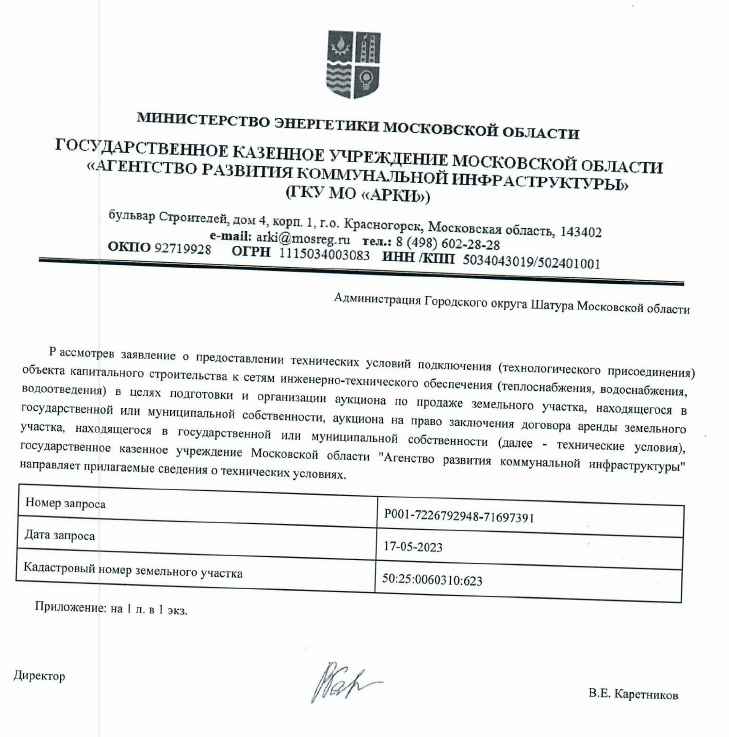 МИНИСТЕРСТВО ЭНЕРГЕТИКИ МОСКОВСКОЙ ОБЛАСТИ
ГОСУДАРСТВЕННОЕ КАЗЕННОЕ УЧРЕЖДЕНИЕ МОСКОВСКОЙ ОБЛАСТИ
«АГЕНТСТВО РАЗВИТИЯ КОММУНАЛЬНОЙ ИНФРАСТРУКТУРЫ»
(ГКУ МО «АРКИ»)
бульвар Строителей, дом 4, корп. 1, г.о. Красногорск, Московская область, 143402
e-mail: arki@mosreg.ru тел.: 8 (498) 602-28-28
ОКПО 92719928 ОГРН 1115034003083 ИНН /КПП 5034043019/502401001
Администрация Городского округа Шатура Московской области
Р ассмотрев заявление о предоставлении технических условий подключения (технологического присоединения)
объекта капитального строительства к сетям инженерно-технического обеспечения (теплоснабжения, водоснабжения,
водоотведения) в целях подготовки и организации аукциона по продаже земельного участка, находящегося в
государственной или муниципальной собственности, аукциона на право заключения договора аренды земельного
участка, находящегося в государственной или муниципальной собственности (далее - технические условия),
государственное казенное учреждение Московской области "Агенство развития коммунальной инфраструктуры"
направляет прилагаемые сведения о технических условиях.
Номер запроса P001-7226792948-71697391
Дата запроса 17-05-2023
Кадастровый номер земельного участка 50:25:0060310:623
Приложение: на 1 л. в 1 экз.
Директор В.Е. Каретников